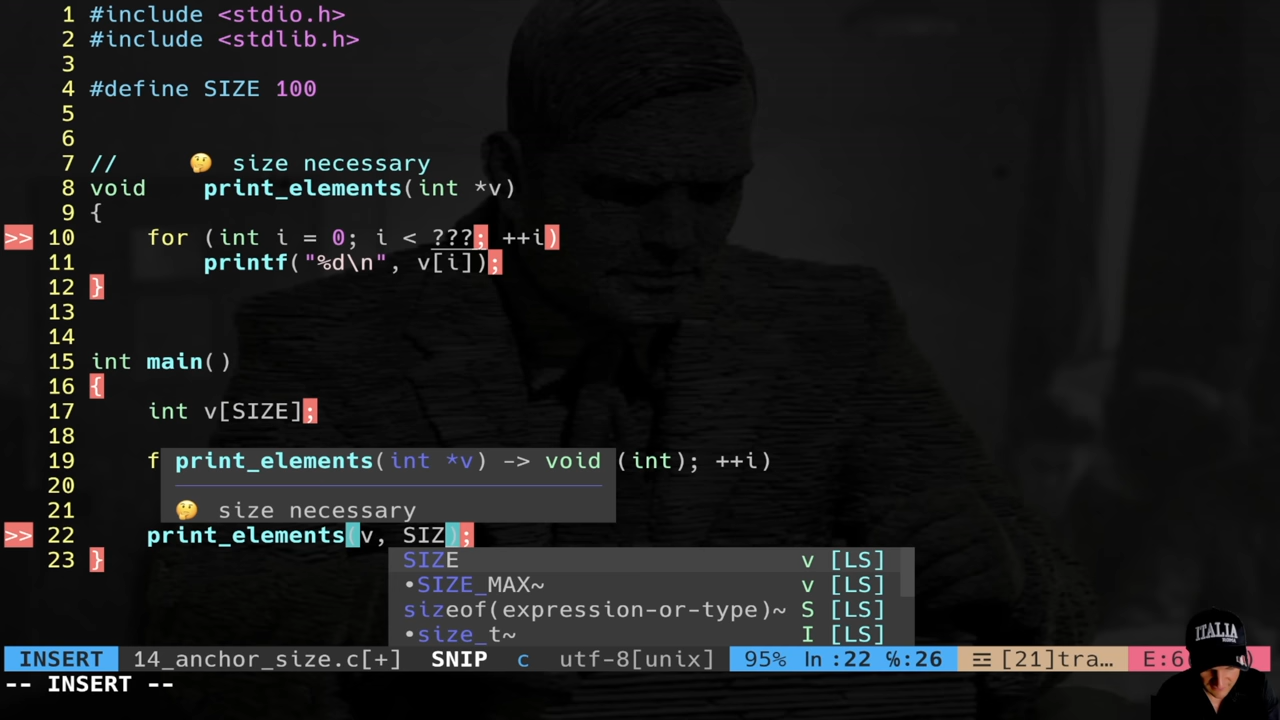 1 #include <stdio.h>
2 #include <stdlib.h>
3
4 #define SIZE 100
5
6
7 // 🤔 size necessary
8 void print_elements(int *v)
9 {
>> 10 for (int i = 0; i < ???; ++i)
11 printf("%d\n", v[i]);
12 }
13
14
15 int main()
16 {
17 int v[SIZE];
18
19 f print_elements(int *v) -> void (int); ++i)
20
21 🤔 size necessary
>> 22 print_elements(v, SIZ);
23 }
SIZE v [LS]
•SIZE_MAX~ v [LS]
sizeof(expression-or-type)~ S [LS]
•size_t~ I [LS]
INSERT 14_anchor_size.c[+] SNIP c utf-8[unix] 95% ln :22 ℅:26 ☲ [21]tra… E:6
-- INSERT --
ITALIA